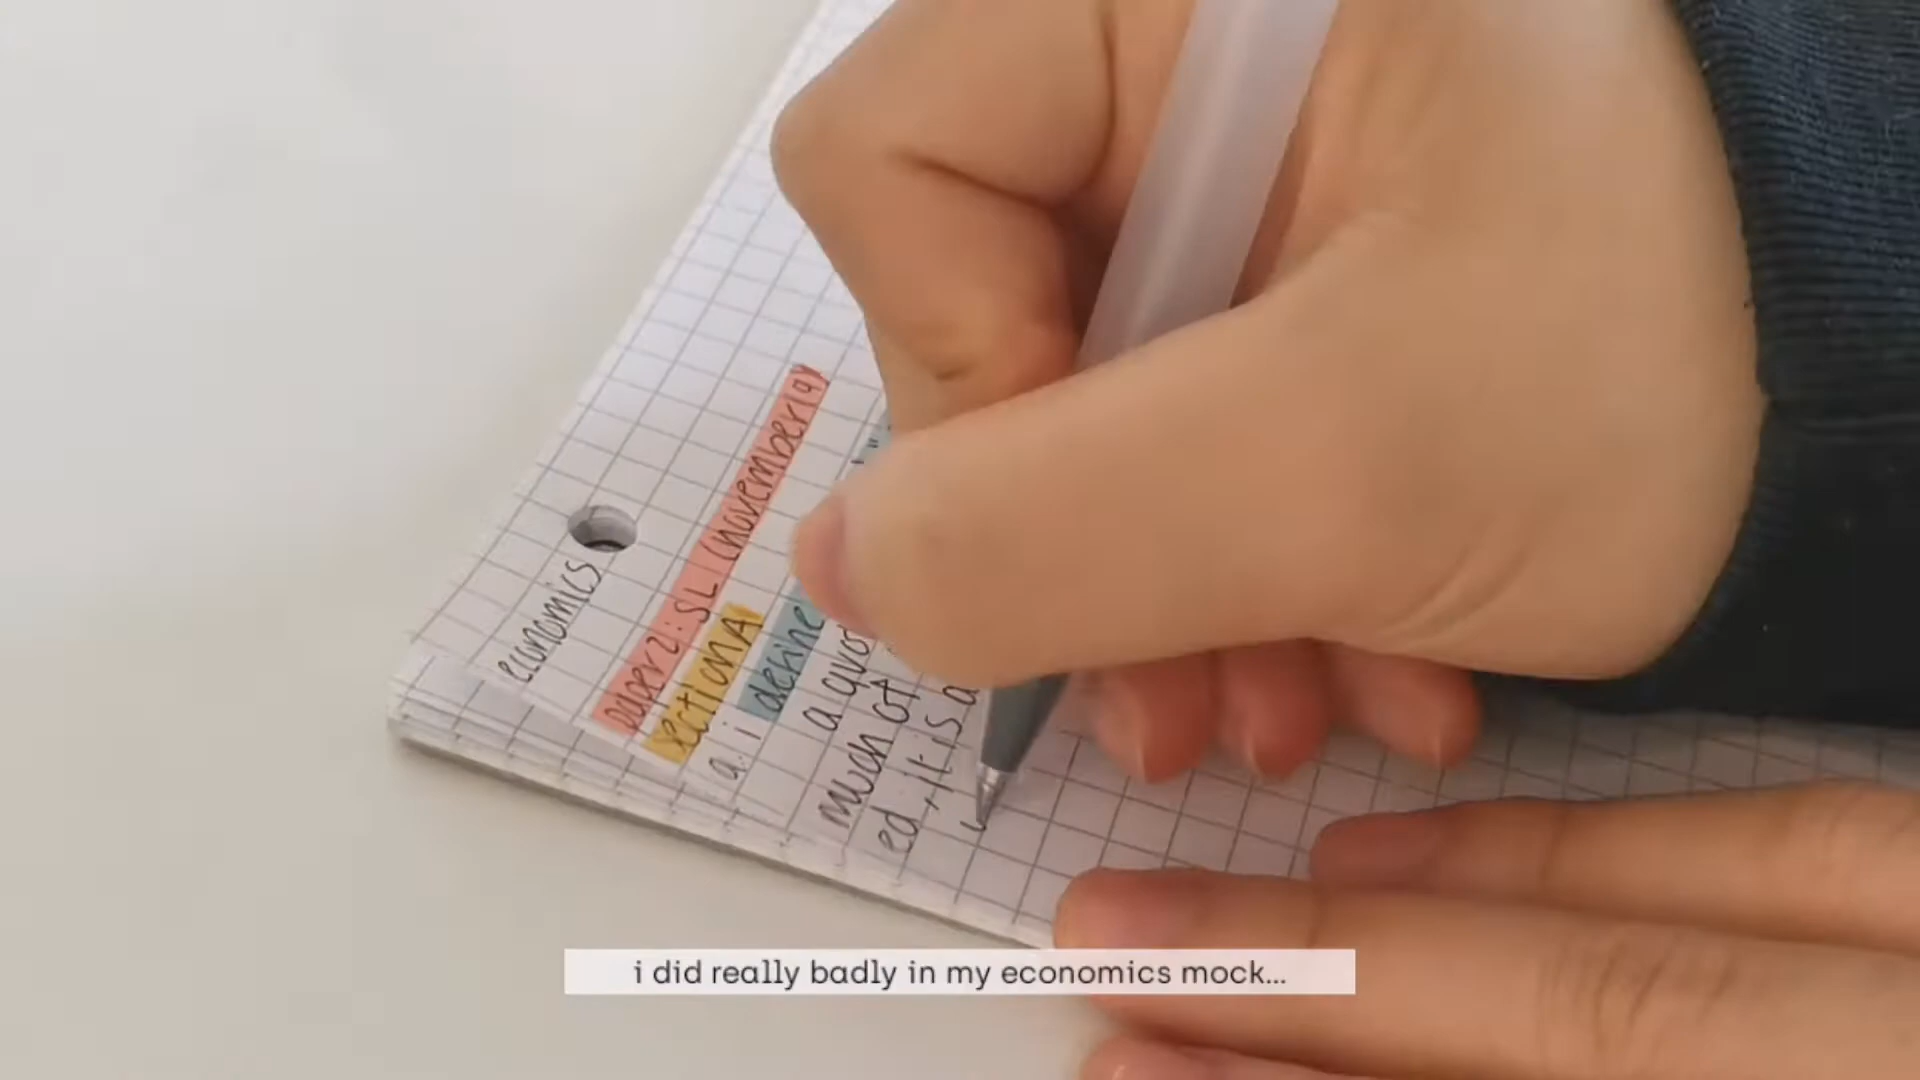 economics
paper 2: SL (november 19)
section A
a. i define
a quo
much of
ed, it is a
i did really badly in my economics mock...